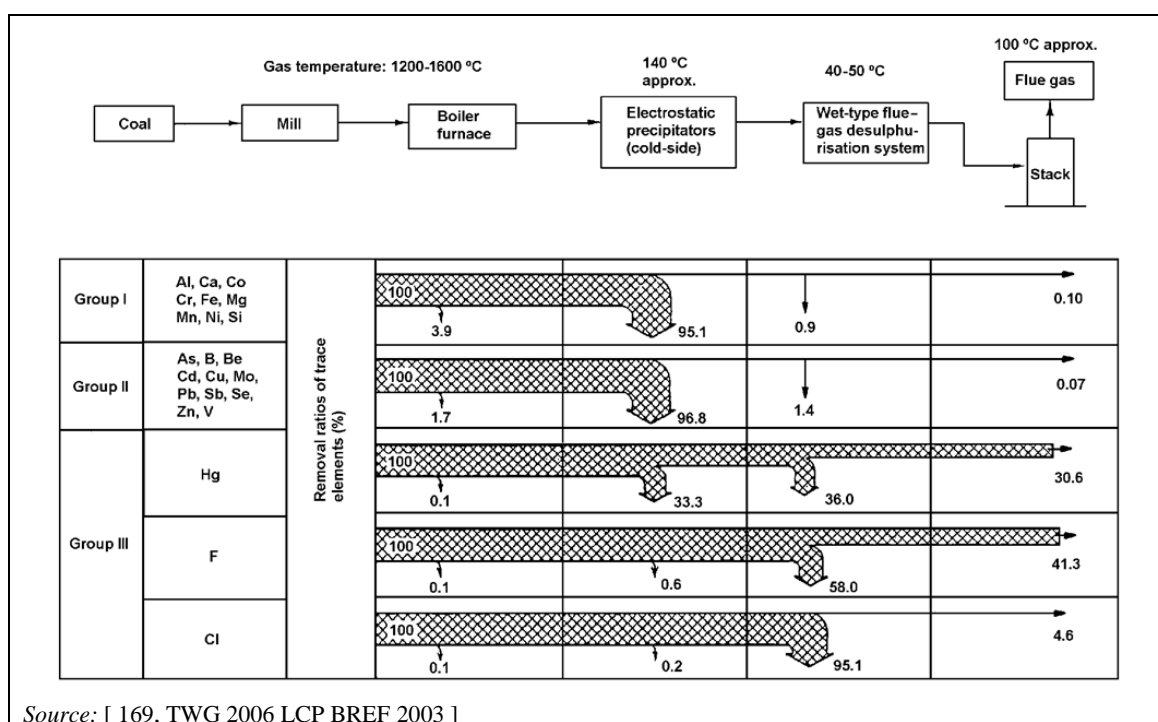 100 ºC approx.
Gas temperature: 1200-1600 ºC
140 ºC
approx.
40-50 ºC
Flue gas
Coal
Mill
Boiler
furnace
Electrostatic
precipitators
(cold-side)
Wet-type flue-
gas desulphu-
risation system
Stack
Group I
Al, Ca, Co
Cr, Fe, Mg
Mn, Ni, Si
Removal ratios of trace
elements (%)
100
3.9
95.1
0.9
0.10
Group II
As, B, Be
Cd, Cu, Mo,
Pb, Sb, Se,
Zn, V
100
1.7
96.8
1.4
0.07
Group III
Hg
100
0.1
33.3
36.0
30.6
F
100
0.1
0.6
58.0
41.3
Cl
100
0.1
0.2
95.1
4.6
Source: [ 169, TWG 2006 LCP BREF 2003 ]